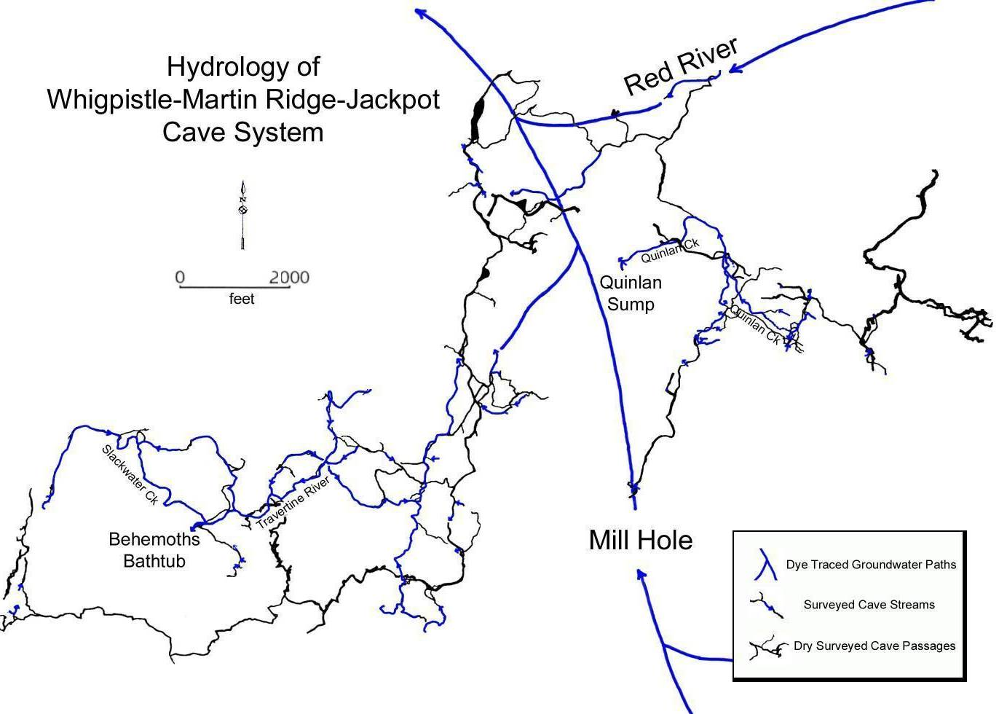 Hydrology of
Whigpistle-Martin Ridge-Jackpot
Cave System
Red River
N
0 2000
feet
Quinlan Ck
Quinlan
Sump
Quinlan Ck
Slackwater Ck
Travertine River
Behemoths
Bathtub
Mill Hole
Dye Traced Groundwater Paths
Surveyed Cave Streams
Dry Surveyed Cave Passages